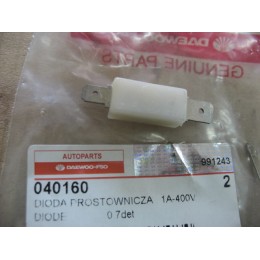 DAEWOO
GENUINE PARTS
AUTOPARTS
DAEWOO-FSO
991243
040160 2
DIODA PROSTOWNICZA 1A-400V
DIODE 0.7det